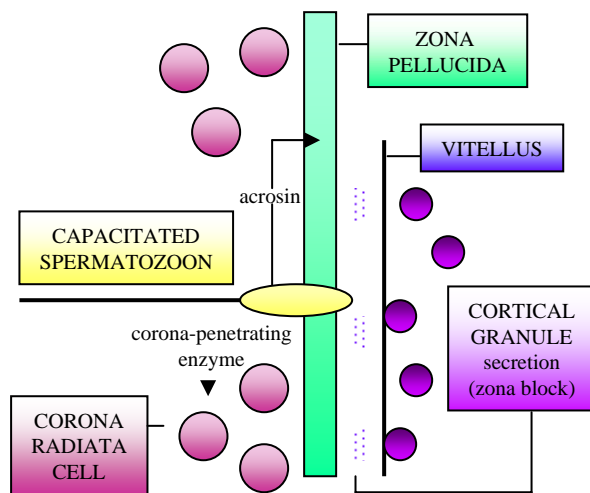 ZONA
PELLUCIDA
VITELLUS
acrosin
CAPACITATED
SPERMATOZOON
corona-penetrating
enzyme
CORTICAL
GRANULE
secretion
(zona block)
CORONA
RADIATA
CELL